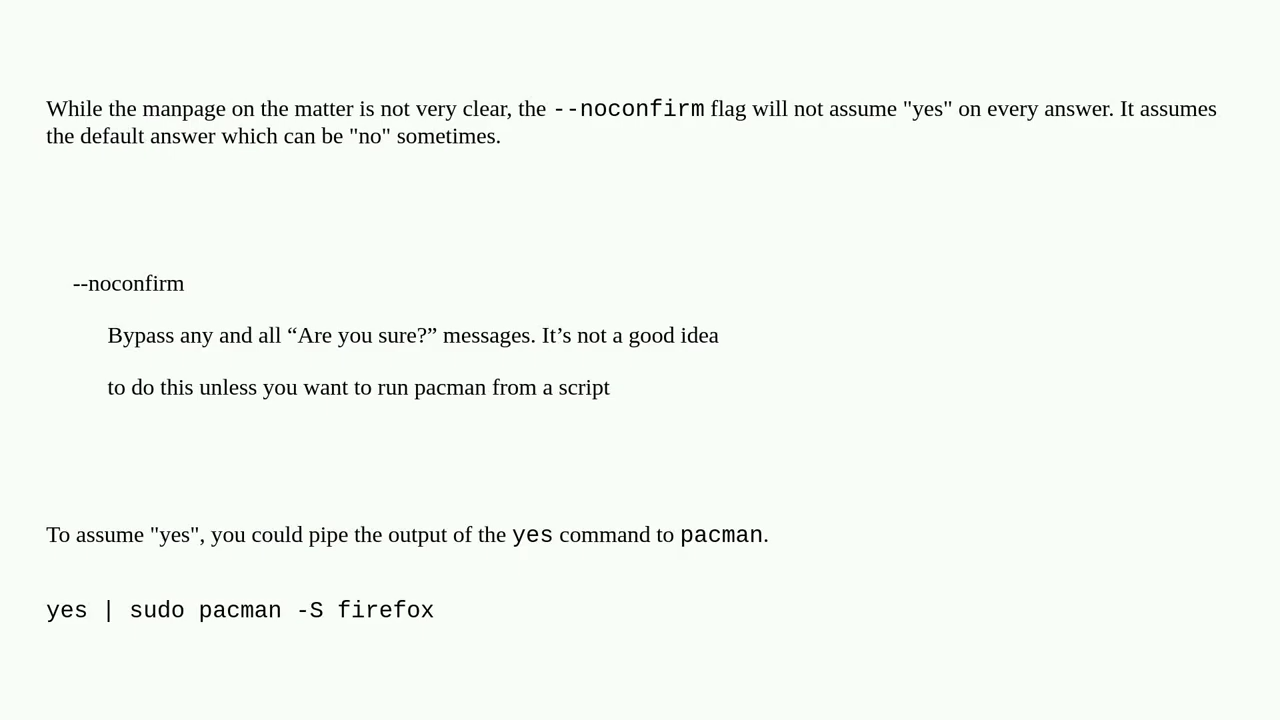 While the manpage on the matter is not very clear, the --noconfirm flag will not assume "yes" on every answer. It assumes
the default answer which can be "no" sometimes.
--noconfirm
Bypass any and all “Are you sure?” messages. It’s not a good idea
to do this unless you want to run pacman from a script
To assume "yes", you could pipe the output of the yes command to pacman.
yes | sudo pacman -S firefox